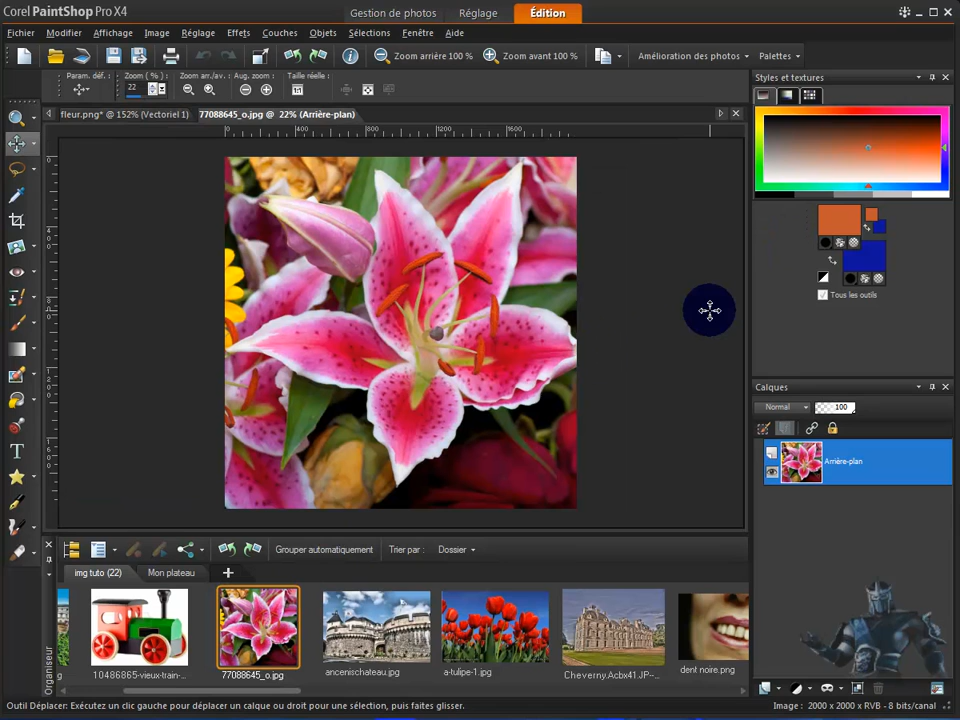 Corel PaintShop Pro X4
Gestion de photos
Réglage
Édition
Fichier Modifier Affichage Image Réglage Effets Couches Objets Sélections Fenêtre Aide
Zoom arrière 100 % Zoom avant 100 % Amélioration des photos Palettes
Param. déf. : Zoom ( % ) : Zoom arr./av. : Aug. zoom : Taille réelle :
22
fleur.png* @ 152% (Vectoriel 1) 77088645_o.jpg @ 22% (Arrière-plan)
Styles et textures
Tous les outils
Calques
Normal 100
Arrière-plan
Organiseur
Grouper automatiquement Trier par : Dossier
img tuto (22) Mon plateau
10486865-vieux-train-... 77088645_o.jpg ancenischateau.jpg a-tulipe-1.jpg Cheverny.Acbx41.JP--... dent noire.png
Outil Déplacer: Exécutez un clic gauche pour déplacer un calque ou droit pour une sélection, puis faites glisser.
Image : 2000 x 2000 x RVB - 8 bits/canal